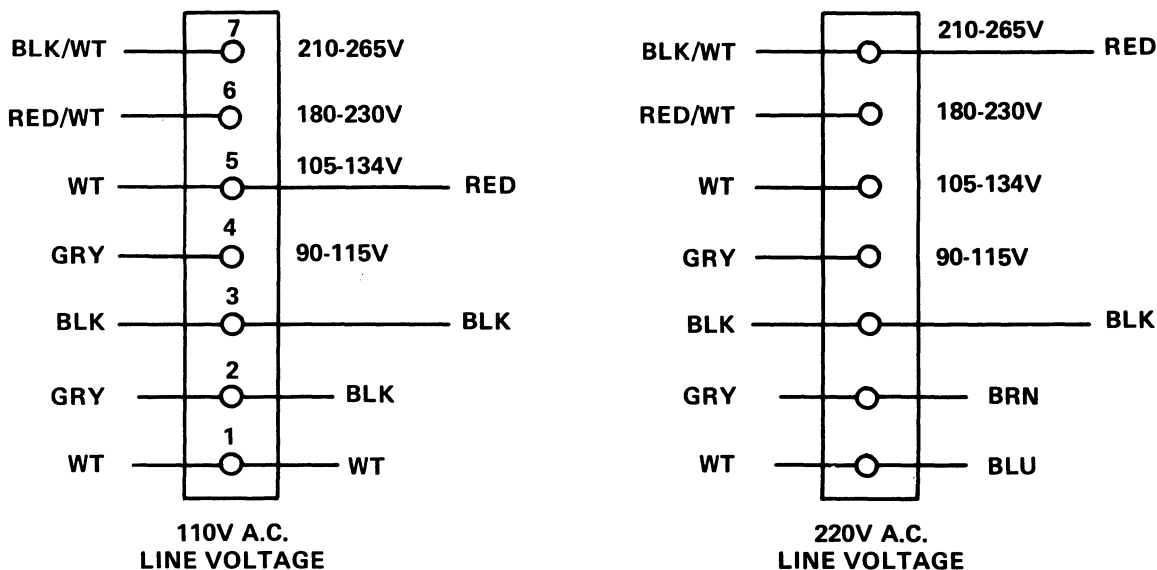 7
BLK/WT 210-265V
6
RED/WT 180-230V
5
WT 105-134V RED
4
GRY 90-115V
3
BLK BLK
2
GRY BLK
1
WT WT
110V A.C.
LINE VOLTAGE
BLK/WT 210-265V RED
RED/WT 180-230V
WT 105-134V
GRY 90-115V
BLK BLK
GRY BRN
WT BLU
220V A.C.
LINE VOLTAGE